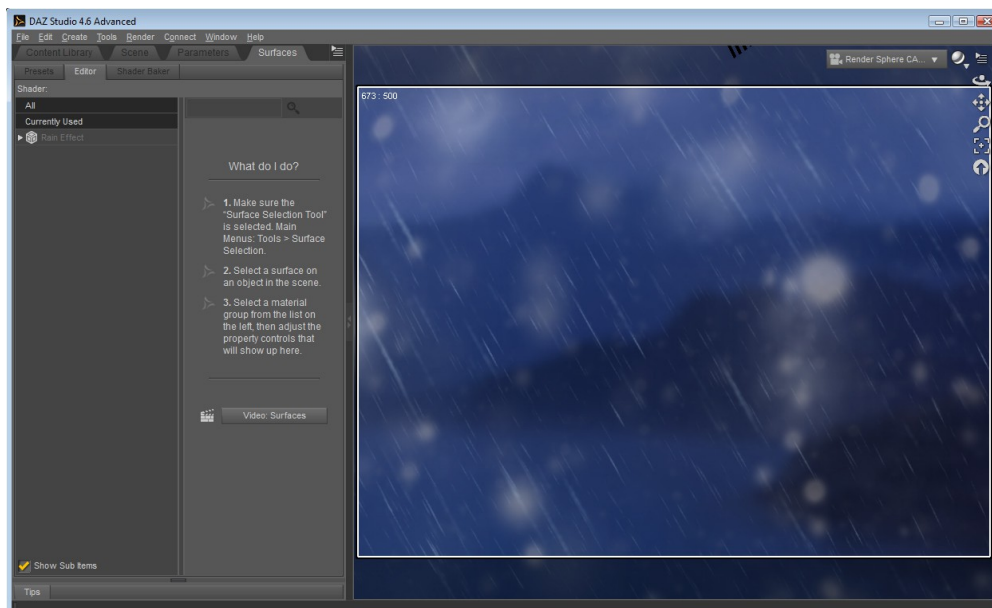 DAZ Studio 4.6 Advanced
File Edit Create Tools Render Connect Window Help
Content Library Scene Parameters Surfaces
Presets Editor Shader Baker
Shader:
All
Currently Used
Rain Effect
What do I do?
1. Make sure the
"Surface Selection Tool"
is selected. Main
Menus: Tools > Surface
Selection.
2. Select a surface on
an object in the scene.
3. Select a material
group from the list on
the left, then adjust the
property controls that
will show up here.
Video: Surfaces
Show Sub Items
Tips
673 : 500
Render Sphere CA...